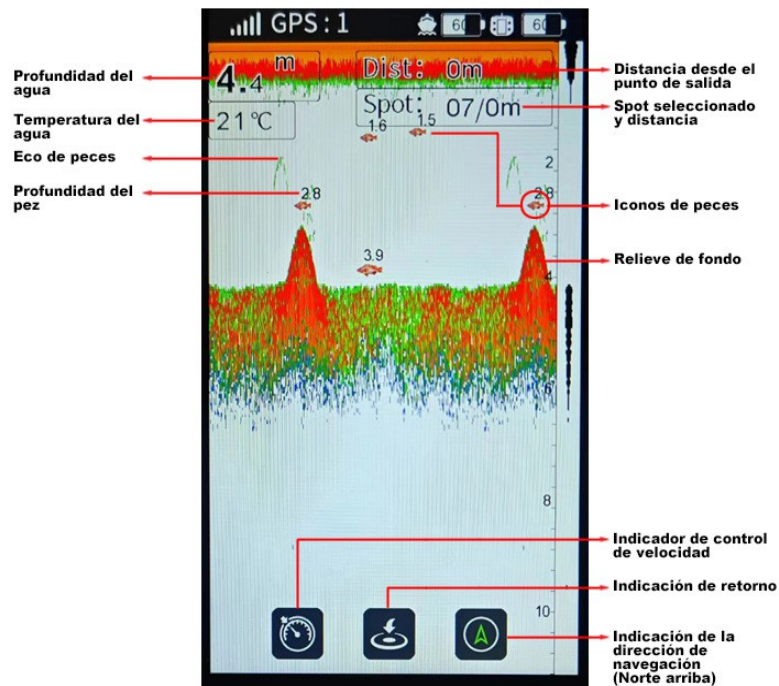 GPS:1
60
60
Profundidad del
agua
4.4 m
Dist: 0m
Distancia desde el
punto de salida
Temperatura del
agua
21℃
Spot: 07/0m
Spot seleccionado
y distancia
1.6
1.5
Eco de peces
2
Profundidad del
pez
2.8
2.8
Iconos de peces
3.9
Relieve de fondo
4
6
8
Indicador de control
de velocidad
Indicación de retorno
10
Indicación de la
dirección de
navegación
(Norte arriba)